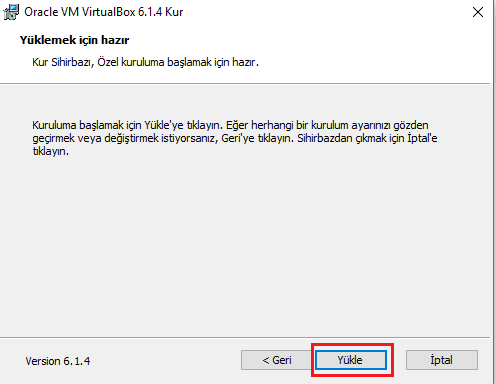 Oracle VM VirtualBox 6.1.4 Kur
Yüklemek için hazır
Kur Sihirbazı, Özel kuruluma başlamak için hazır.
Kuruluma başlamak için Yükle'ye tıklayın. Eğer herhangi bir kurulum ayarınızı gözden
geçirmek veya değiştirmek istiyorsanız, Geri'ye tıklayın. Sihirbazdan çıkmak için İptal'e
tıklayın.
Version 6.1.4
< Geri
Yükle
İptal